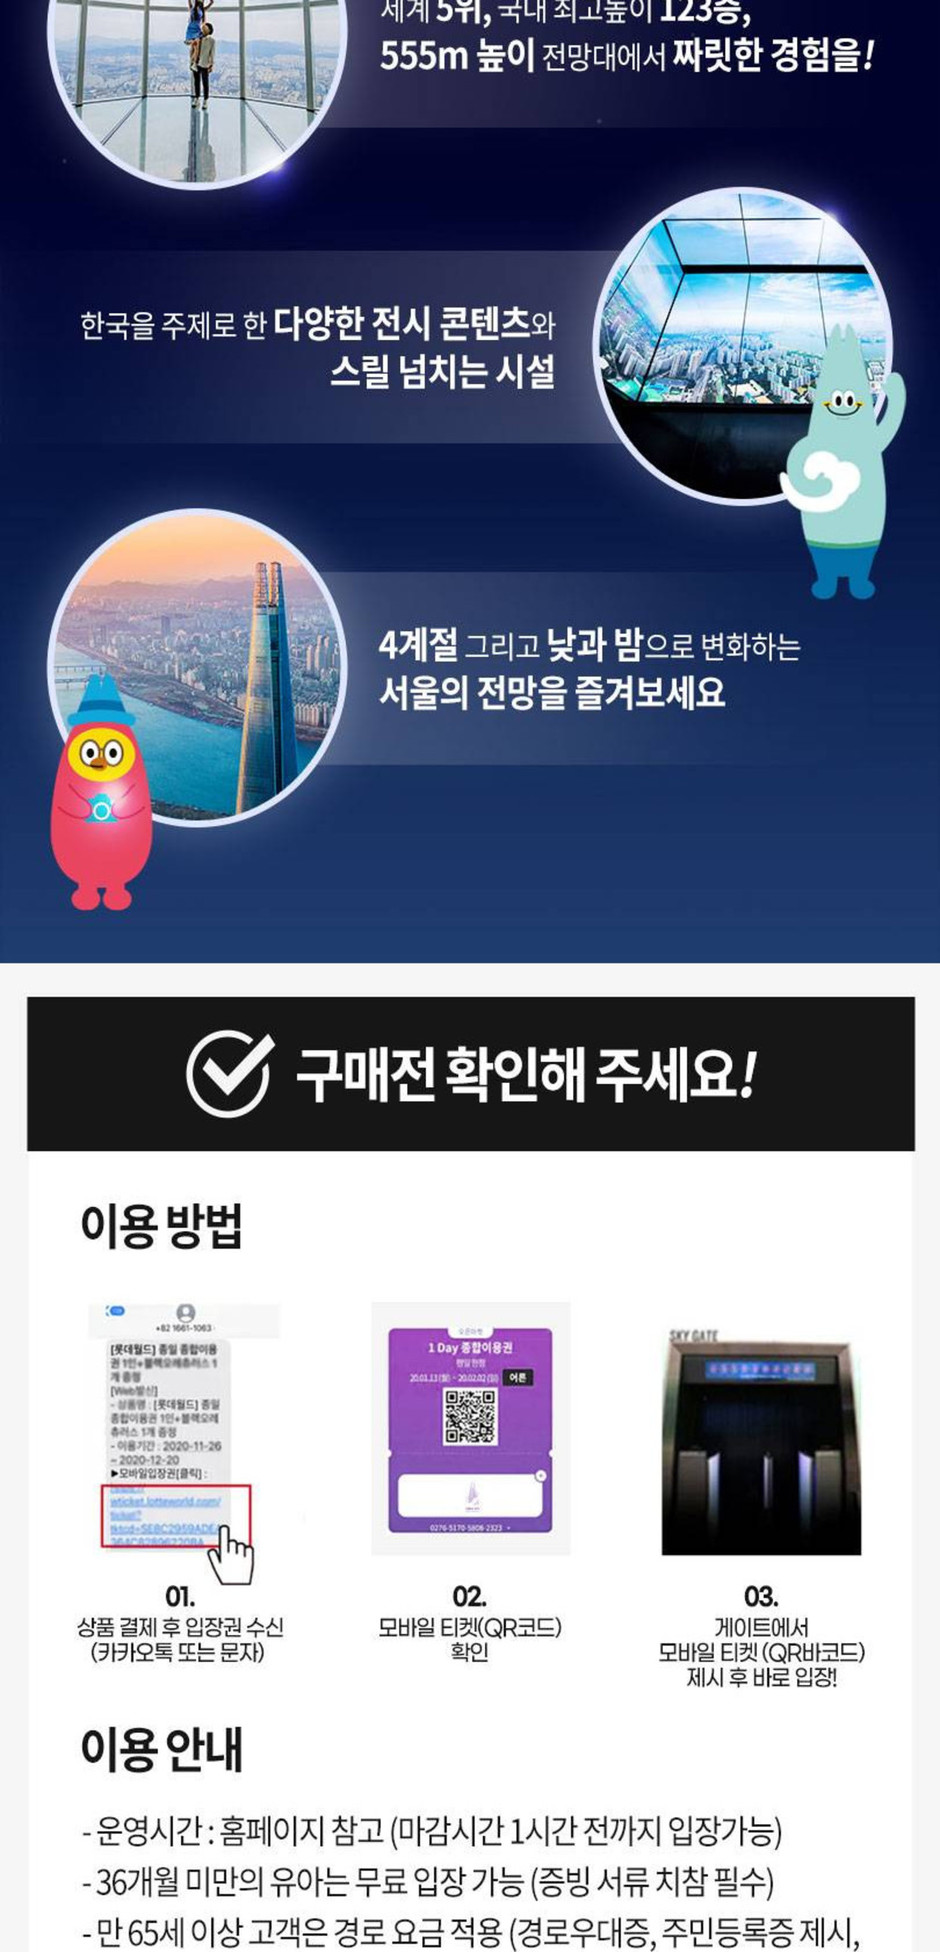 세계 5위, 국내 최고높이 123층,
555m 높이 전망대에서 짜릿한 경험을!
한국을 주제로 한 다양한 전시 콘텐츠와
스릴 넘치는 시설
4계절 그리고 낮과 밤으로 변화하는
서울의 전망을 즐겨보세요
구매전 확인해 주세요!
이용 방법
+82 1661-1063
[롯데월드] 종일 종합이용
권 1인+블랙오레츄러스 1
개 증정
[Web발신]
- 상품명 : [롯데월드] 종일
종합이용권 1인+블랙오레
츄러스 1개 증정
- 이용기간 : 2020-11-26
~ 2020-12-20
▶모바일입장권[클릭] :
wticket.lotteworld.com/
ticket?
tktcd=SE8C2959ADEA
1 Day 종합이용권
평일한정
20.01.13 (월) ~ 20.02.02 (일) 어른
0276-5170-5808-2323
SKY GATE
01.
상품 결제 후 입장권 수신
(카카오톡 또는 문자)
02.
모바일 티켓(QR코드)
확인
03.
게이트에서
모바일 티켓 (QR바코드)
제시 후 바로 입장!
이용 안내
- 운영시간 : 홈페이지 참고 (마감시간 1시간 전까지 입장가능)
- 36개월 미만의 유아는 무료 입장 가능 (증빙 서류 치참 필수)
- 만 65세 이상 고객은 경로 요금 적용 (경로우대증, 주민등록증 제시,